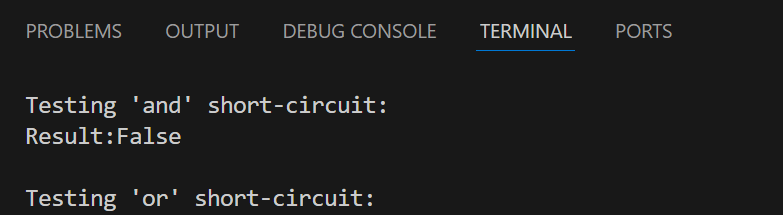 PROBLEMS OUTPUT DEBUG CONSOLE TERMINAL PORTS
Testing 'and' short-circuit:
Result:False
Testing 'or' short-circuit: